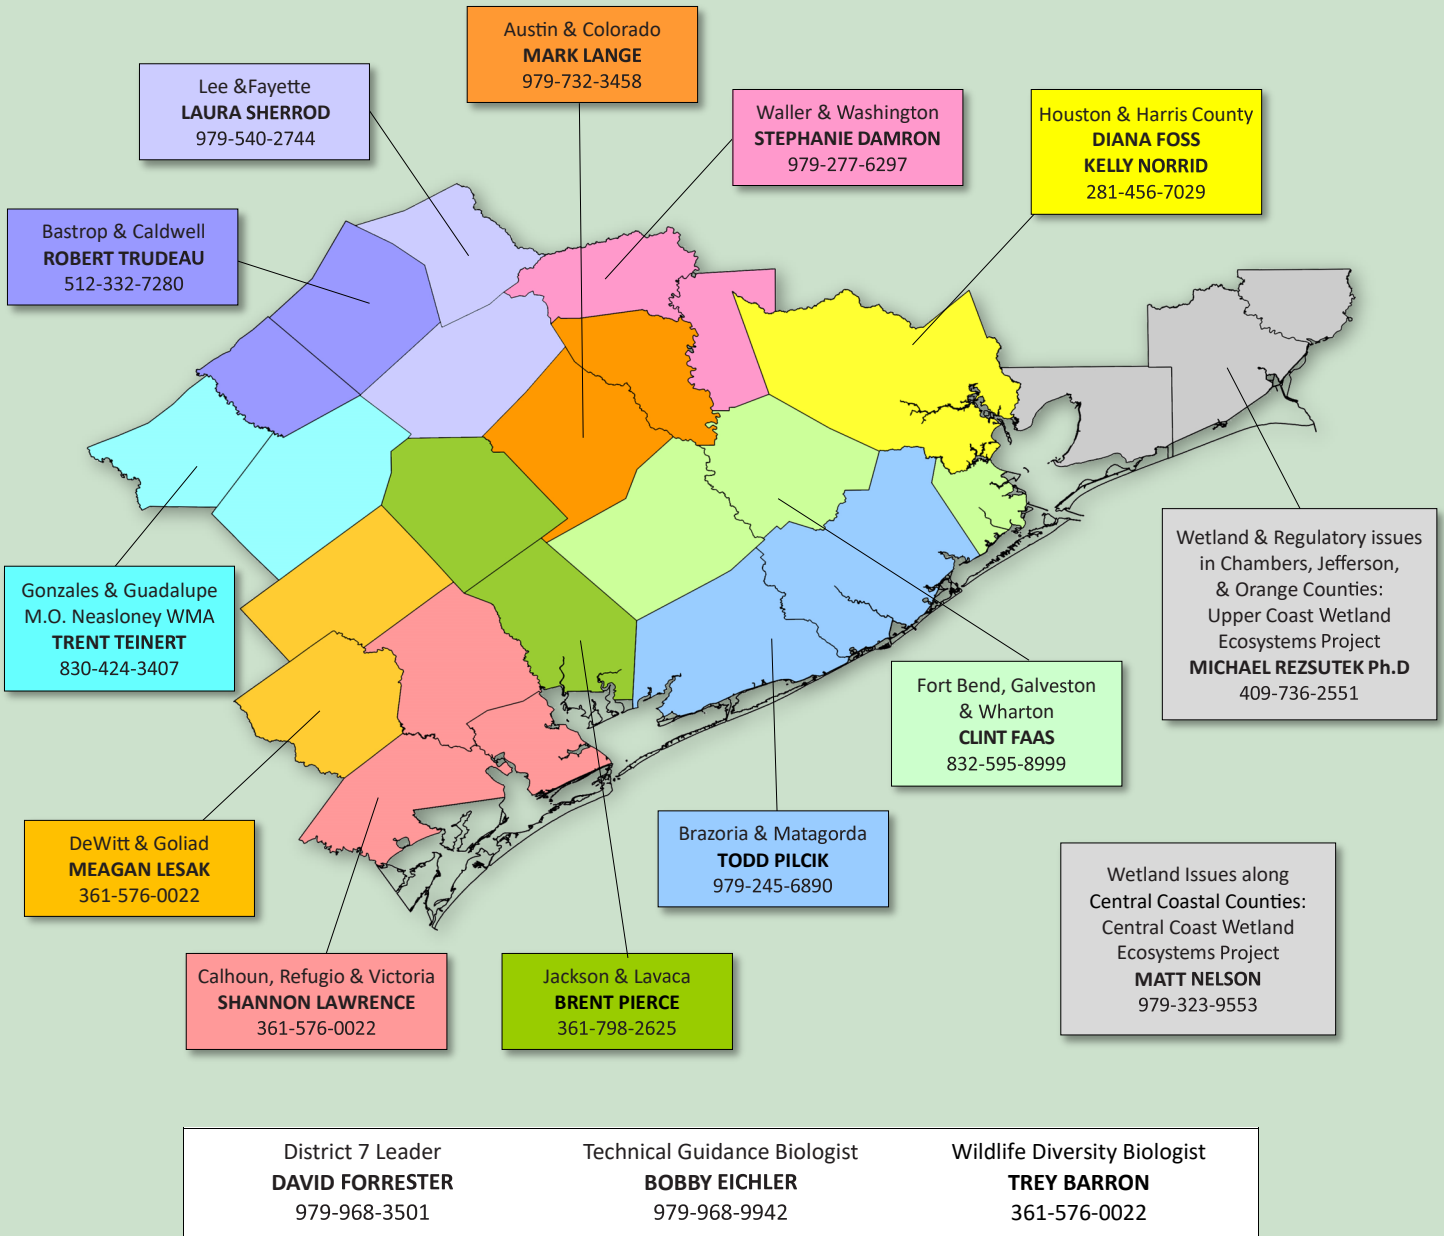 Austin & Colorado
MARK LANGE
979-732-3458
Lee &Fayette
LAURA SHERROD
979-540-2744
Waller & Washington
STEPHANIE DAMRON
979-277-6297
Houston & Harris County
DIANA FOSS
KELLY NORRID
281-456-7029
Bastrop & Caldwell
ROBERT TRUDEAU
512-332-7280
Gonzales & Guadalupe
M.O. Neasloney WMA
TRENT TEINERT
830-424-3407
Wetland & Regulatory issues
in Chambers, Jefferson,
& Orange Counties:
Upper Coast Wetland
Ecosystems Project
MICHAEL REZSUTEK Ph.D
409-736-2551
Fort Bend, Galveston
& Wharton
CLINT FAAS
832-595-8999
DeWitt & Goliad
MEAGAN LESAK
361-576-0022
Brazoria & Matagorda
TODD PILCIK
979-245-6890
Wetland Issues along
Central Coastal Counties:
Central Coast Wetland
Ecosystems Project
MATT NELSON
979-323-9553
Calhoun, Refugio & Victoria
SHANNON LAWRENCE
361-576-0022
Jackson & Lavaca
BRENT PIERCE
361-798-2625
District 7 Leader
DAVID FORRESTER
979-968-3501
Technical Guidance Biologist
BOBBY EICHLER
979-968-9942
Wildlife Diversity Biologist
TREY BARRON
361-576-0022